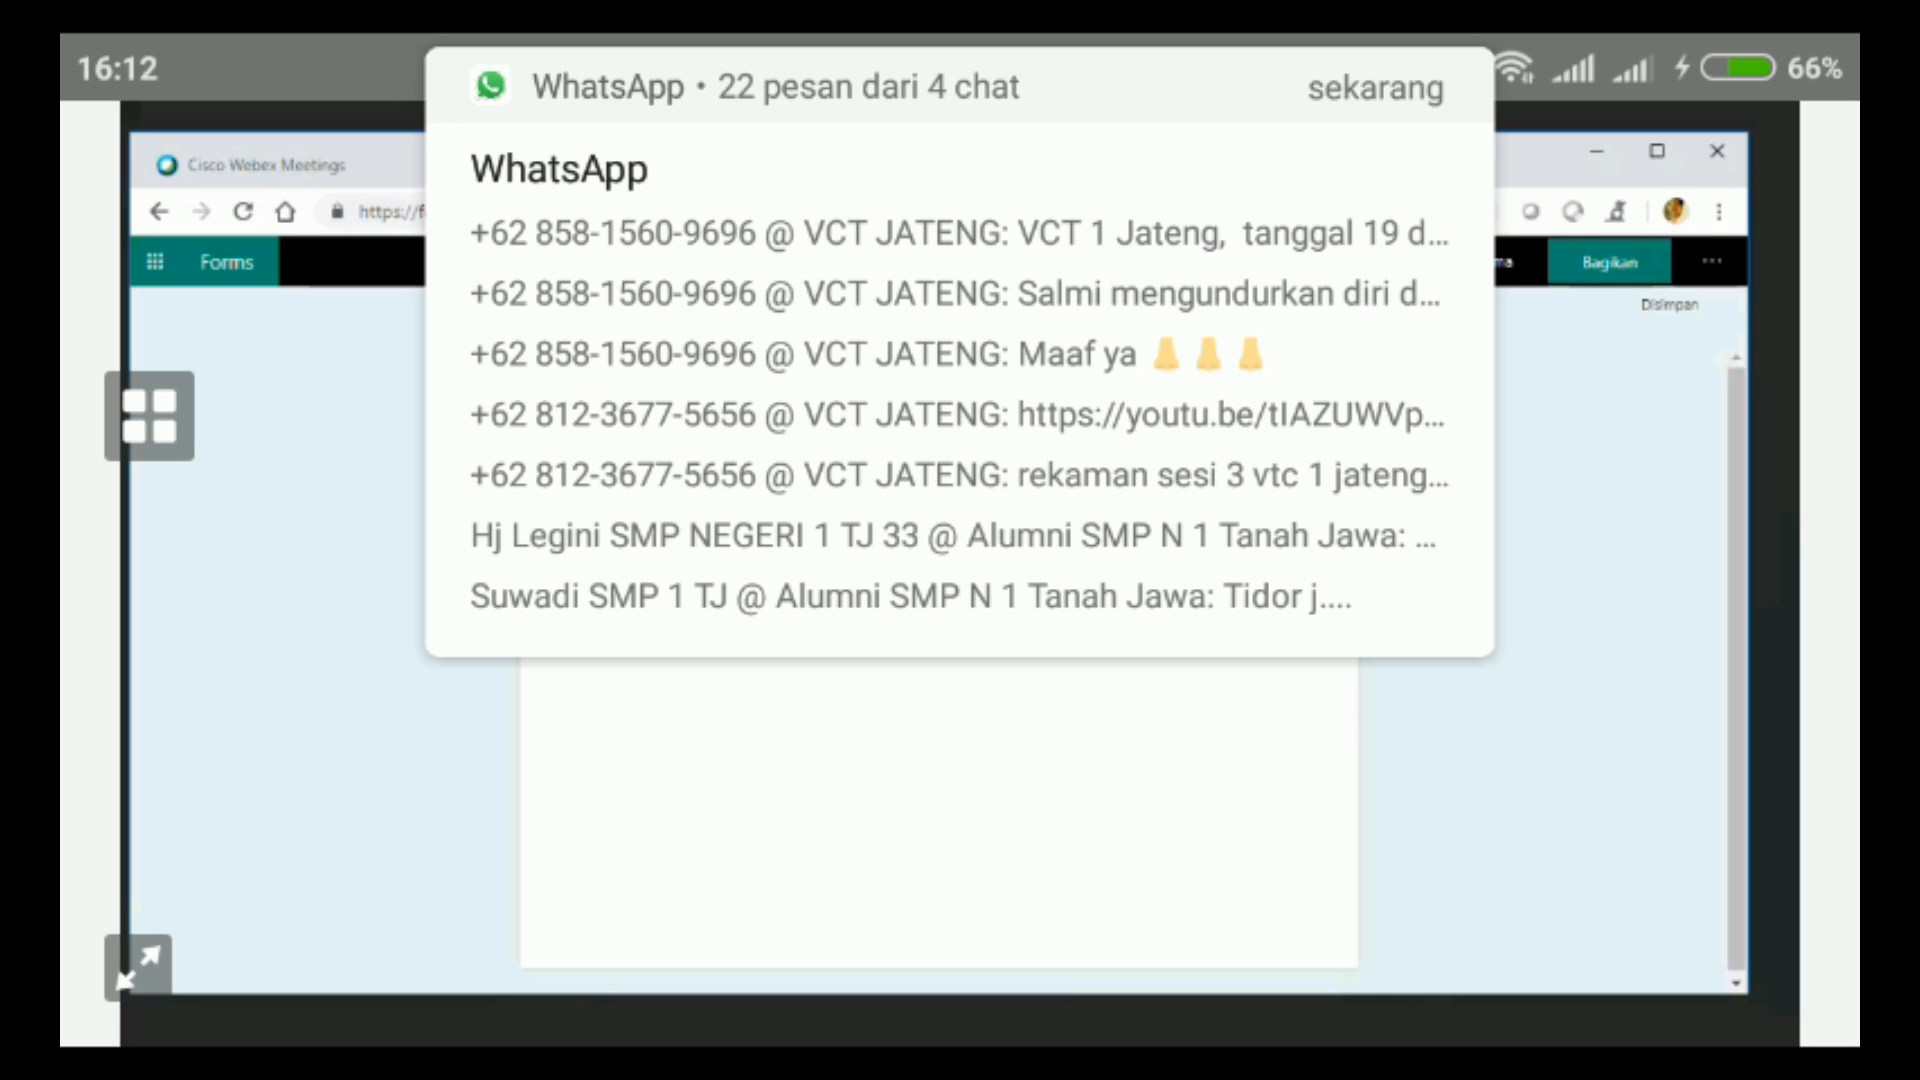 16:12
66%
WhatsApp • 22 pesan dari 4 chat
sekarang
WhatsApp
+62 858-1560-9696 @ VCT JATENG: VCT 1 Jateng, tanggal 19 d...
+62 858-1560-9696 @ VCT JATENG: Salmi mengundurkan diri d...
+62 858-1560-9696 @ VCT JATENG: Maaf ya 👃👃👃
+62 812-3677-5656 @ VCT JATENG: https://youtu.be/tIAZUWVp...
+62 812-3677-5656 @ VCT JATENG: rekaman sesi 3 vtc 1 jateng...
Hj Legini SMP NEGERI 1 TJ 33 @ Alumni SMP N 1 Tanah Jawa: ...
Suwadi SMP 1 TJ @ Alumni SMP N 1 Tanah Jawa: Tidor j....
Cisco Webex Meetings
https://f
Forms
Bagikan
...
Disimpan